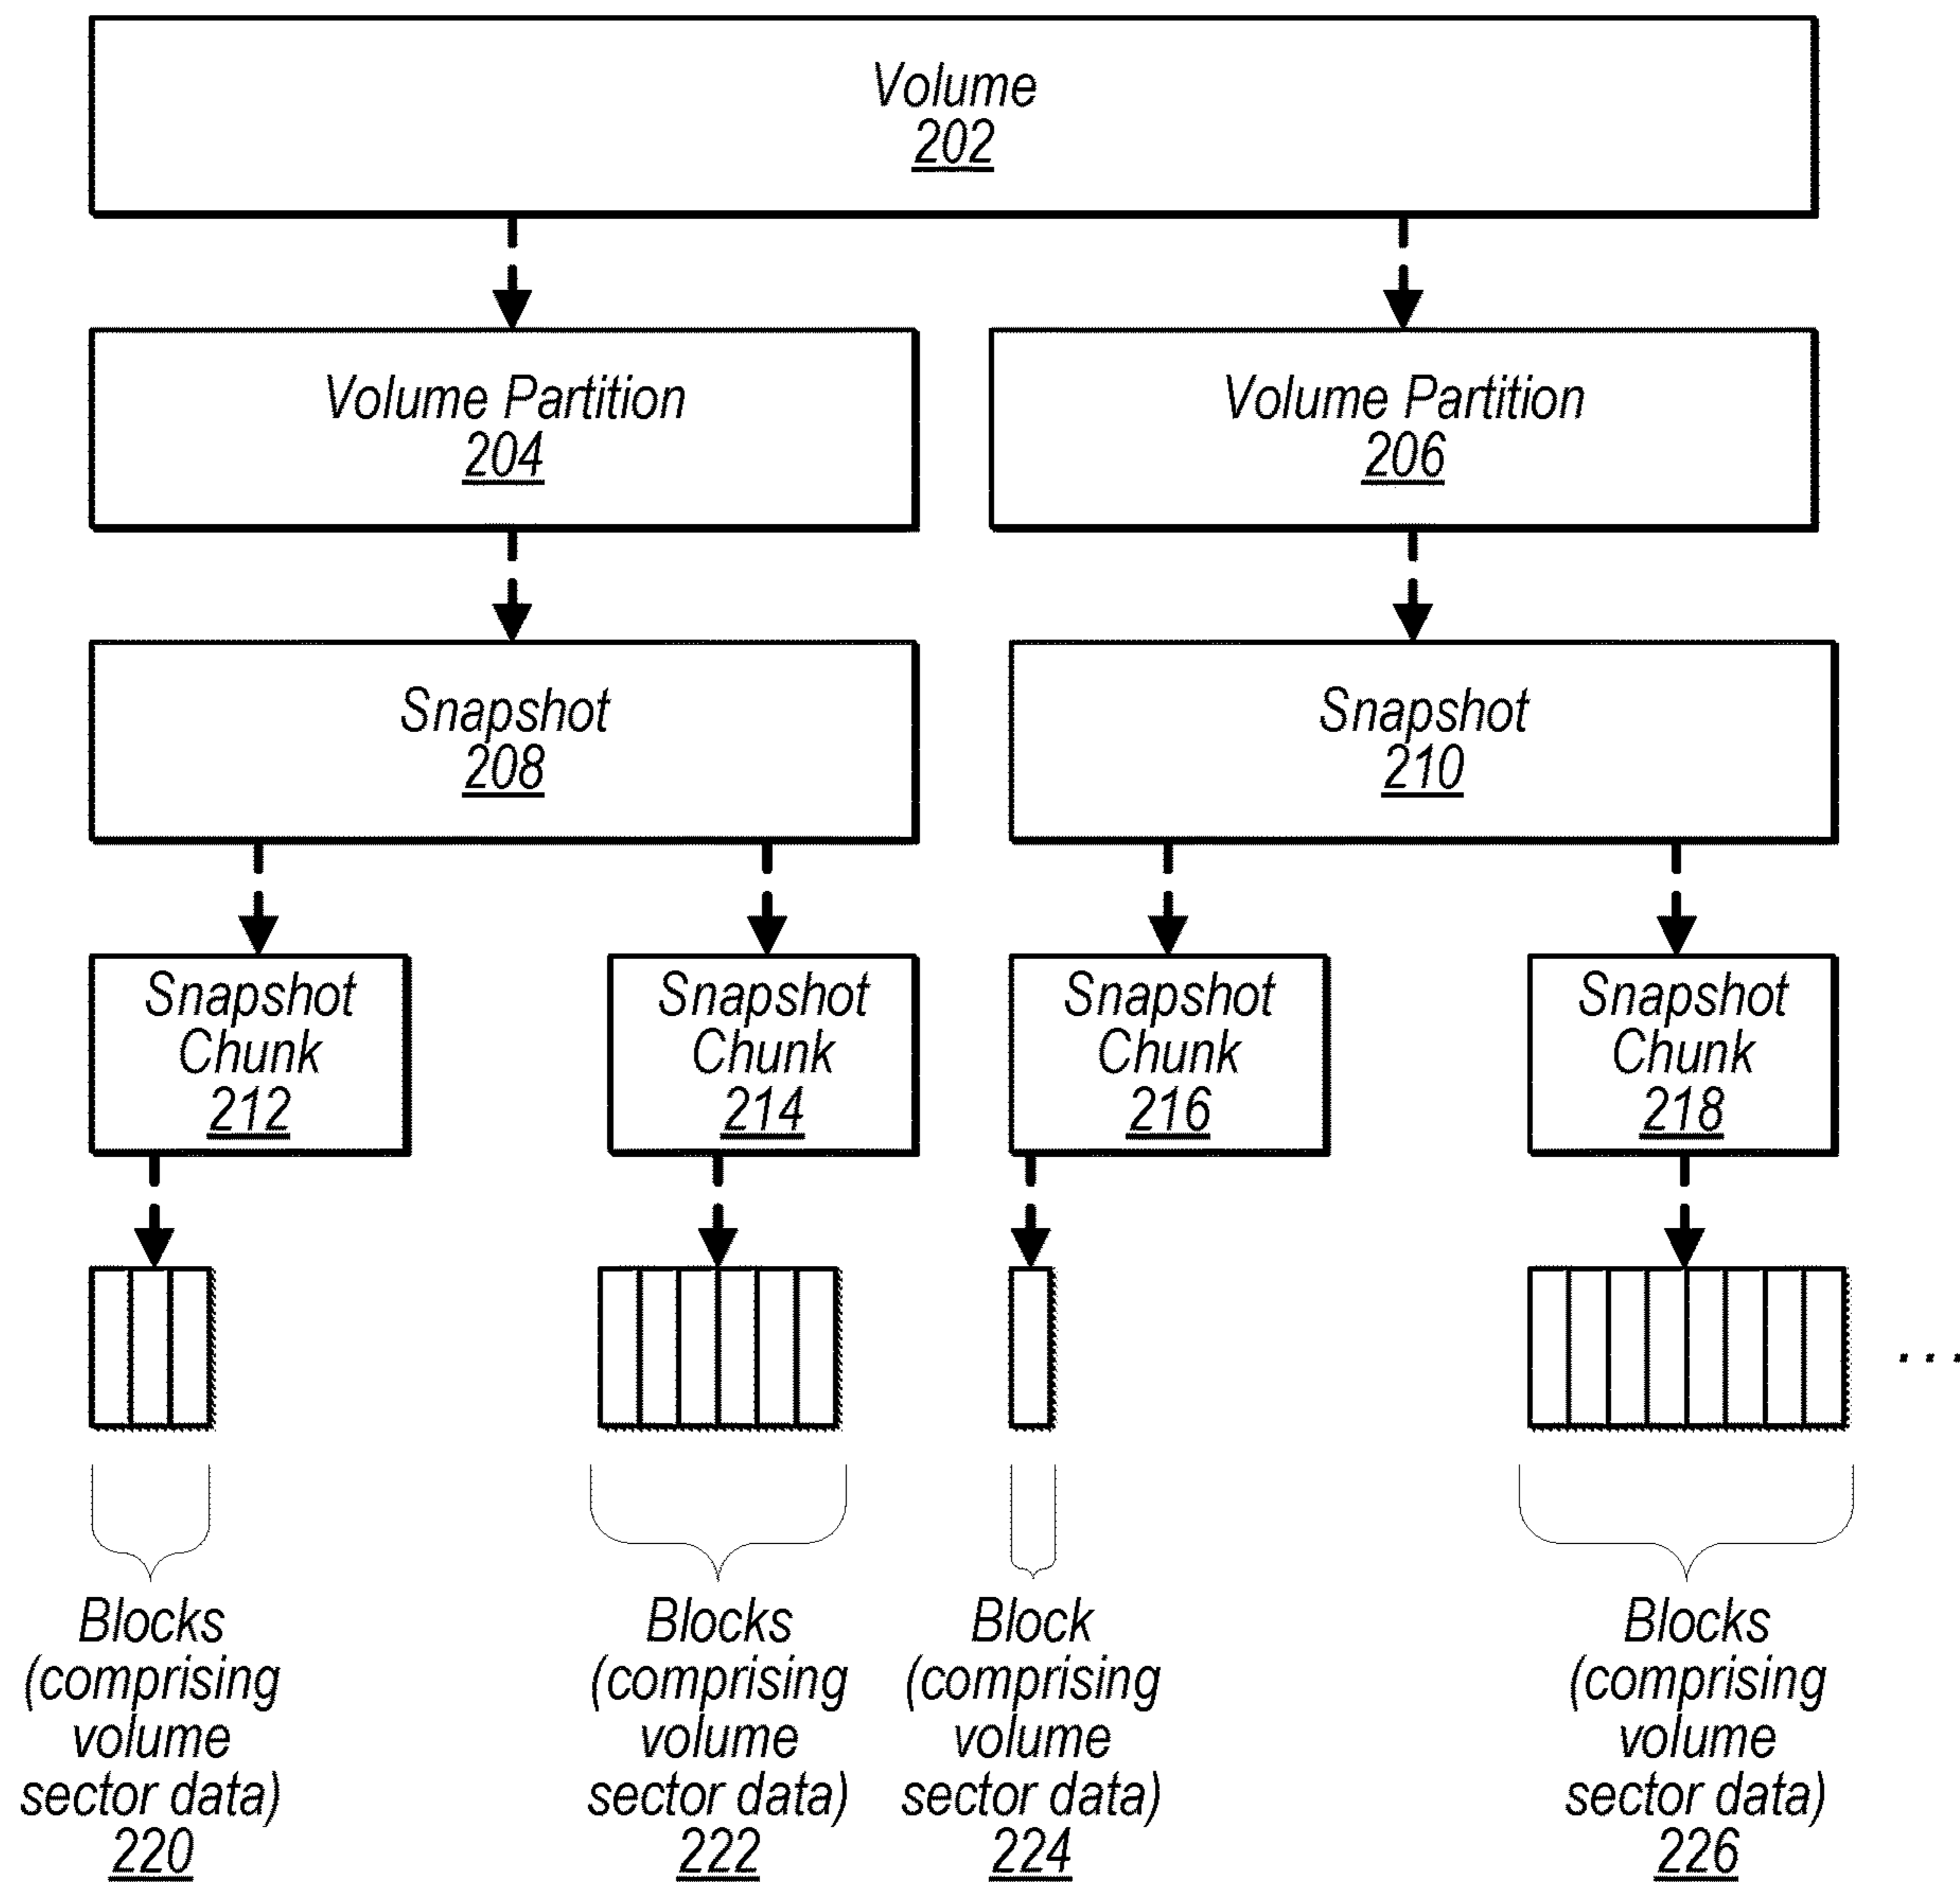 Volume
202
Volume Partition
204
Volume Partition
206
Snapshot
208
Snapshot
210
Snapshot
Chunk
212
Snapshot
Chunk
214
Snapshot
Chunk
216
Snapshot
Chunk
218
...
Blocks
(comprising
volume
sector data)
220
Blocks
(comprising
volume
sector data)
222
Block
(comprising
volume
sector data)
224
Blocks
(comprising
volume
sector data)
226